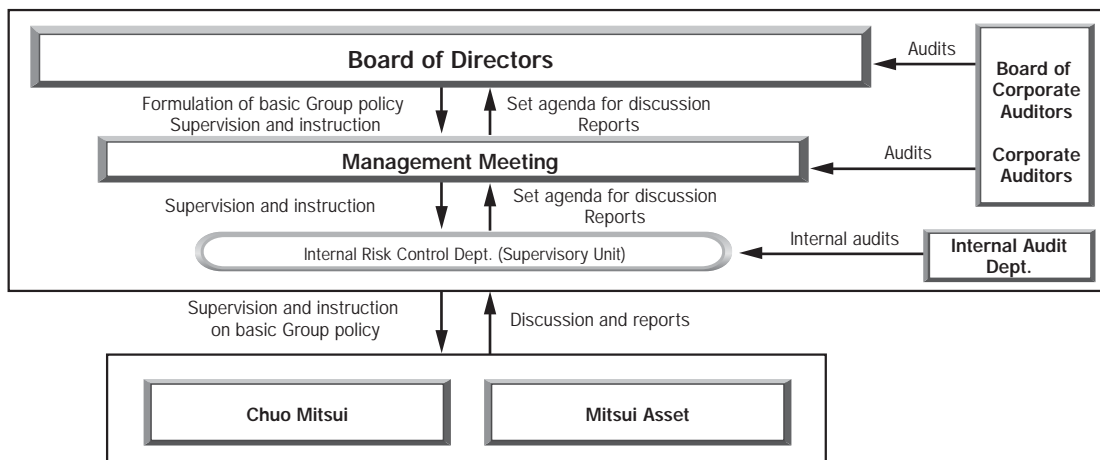 Board of Directors
Audits
Board of
Corporate
Auditors
Corporate
Auditors
Formulation of basic Group policy
Supervision and instruction
Set agenda for discussion
Reports
Management Meeting
Audits
Supervision and instruction
Set agenda for discussion
Reports
Internal Risk Control Dept. (Supervisory Unit)
Internal audits
Internal Audit
Dept.
Supervision and instruction
on basic Group policy
Discussion and reports
Chuo Mitsui
Mitsui Asset